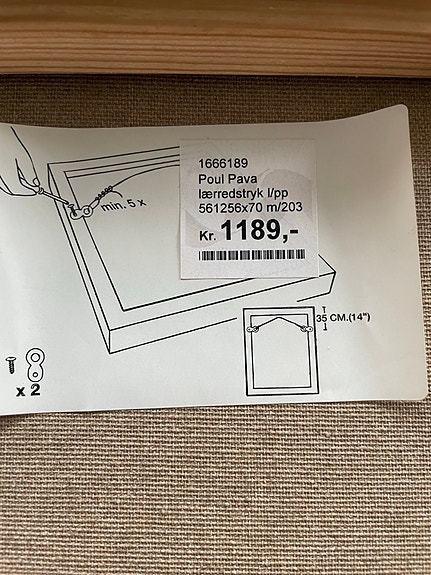 1666189
Poul Pava
lærredstryk l/pp
561256x70 m/203
Kr. 1189,-
min. 5 x
35 CM.(14")
x 2